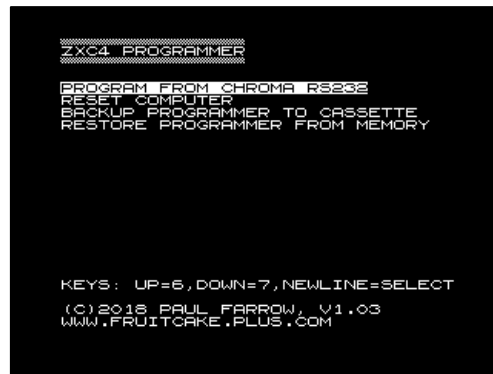 ZXC4 PROGRAMMER
PROGRAM FROM CHROMA RS232
RESET COMPUTER
BACKUP PROGRAMMER TO CASSETTE
RESTORE PROGRAMMER FROM MEMORY
KEYS: UP=6,DOWN=7,NEWLINE=SELECT
(C)2018 PAUL FARROW, V1.03
WWW.FRUITCAKE.PLUS.COM